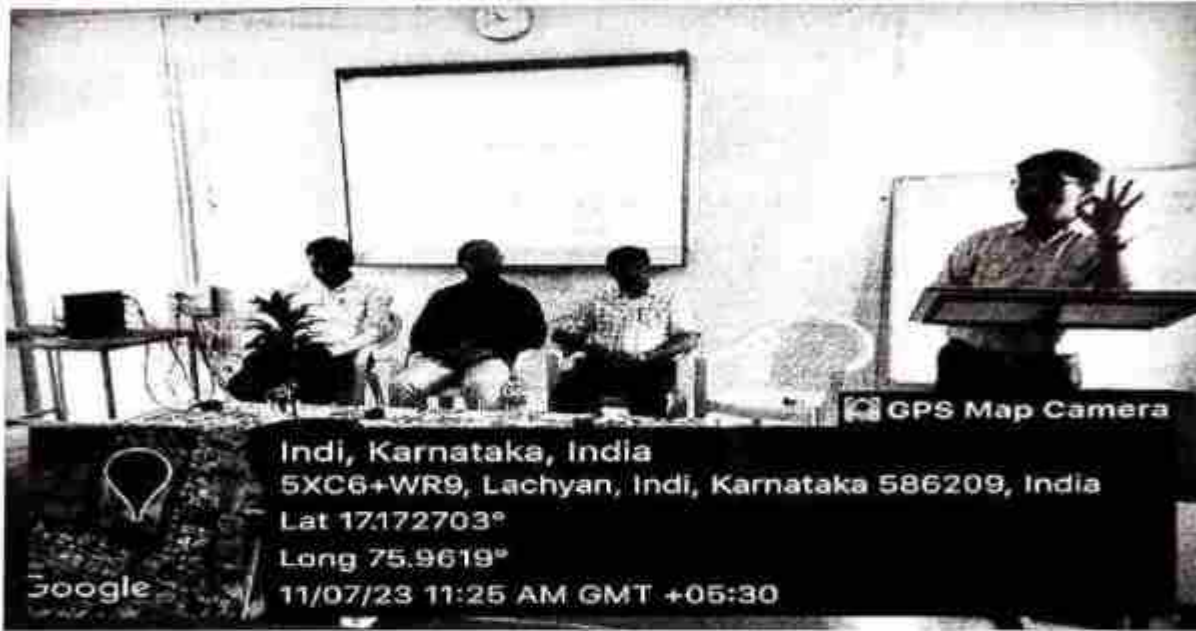 GPS Map Camera
Indi, Karnataka, India
5XC6+WR9, Lachyan, Indi, Karnataka 586209, India
Lat 17.172703°
Long 75.9619°
11/07/23 11:25 AM GMT +05:30
Google